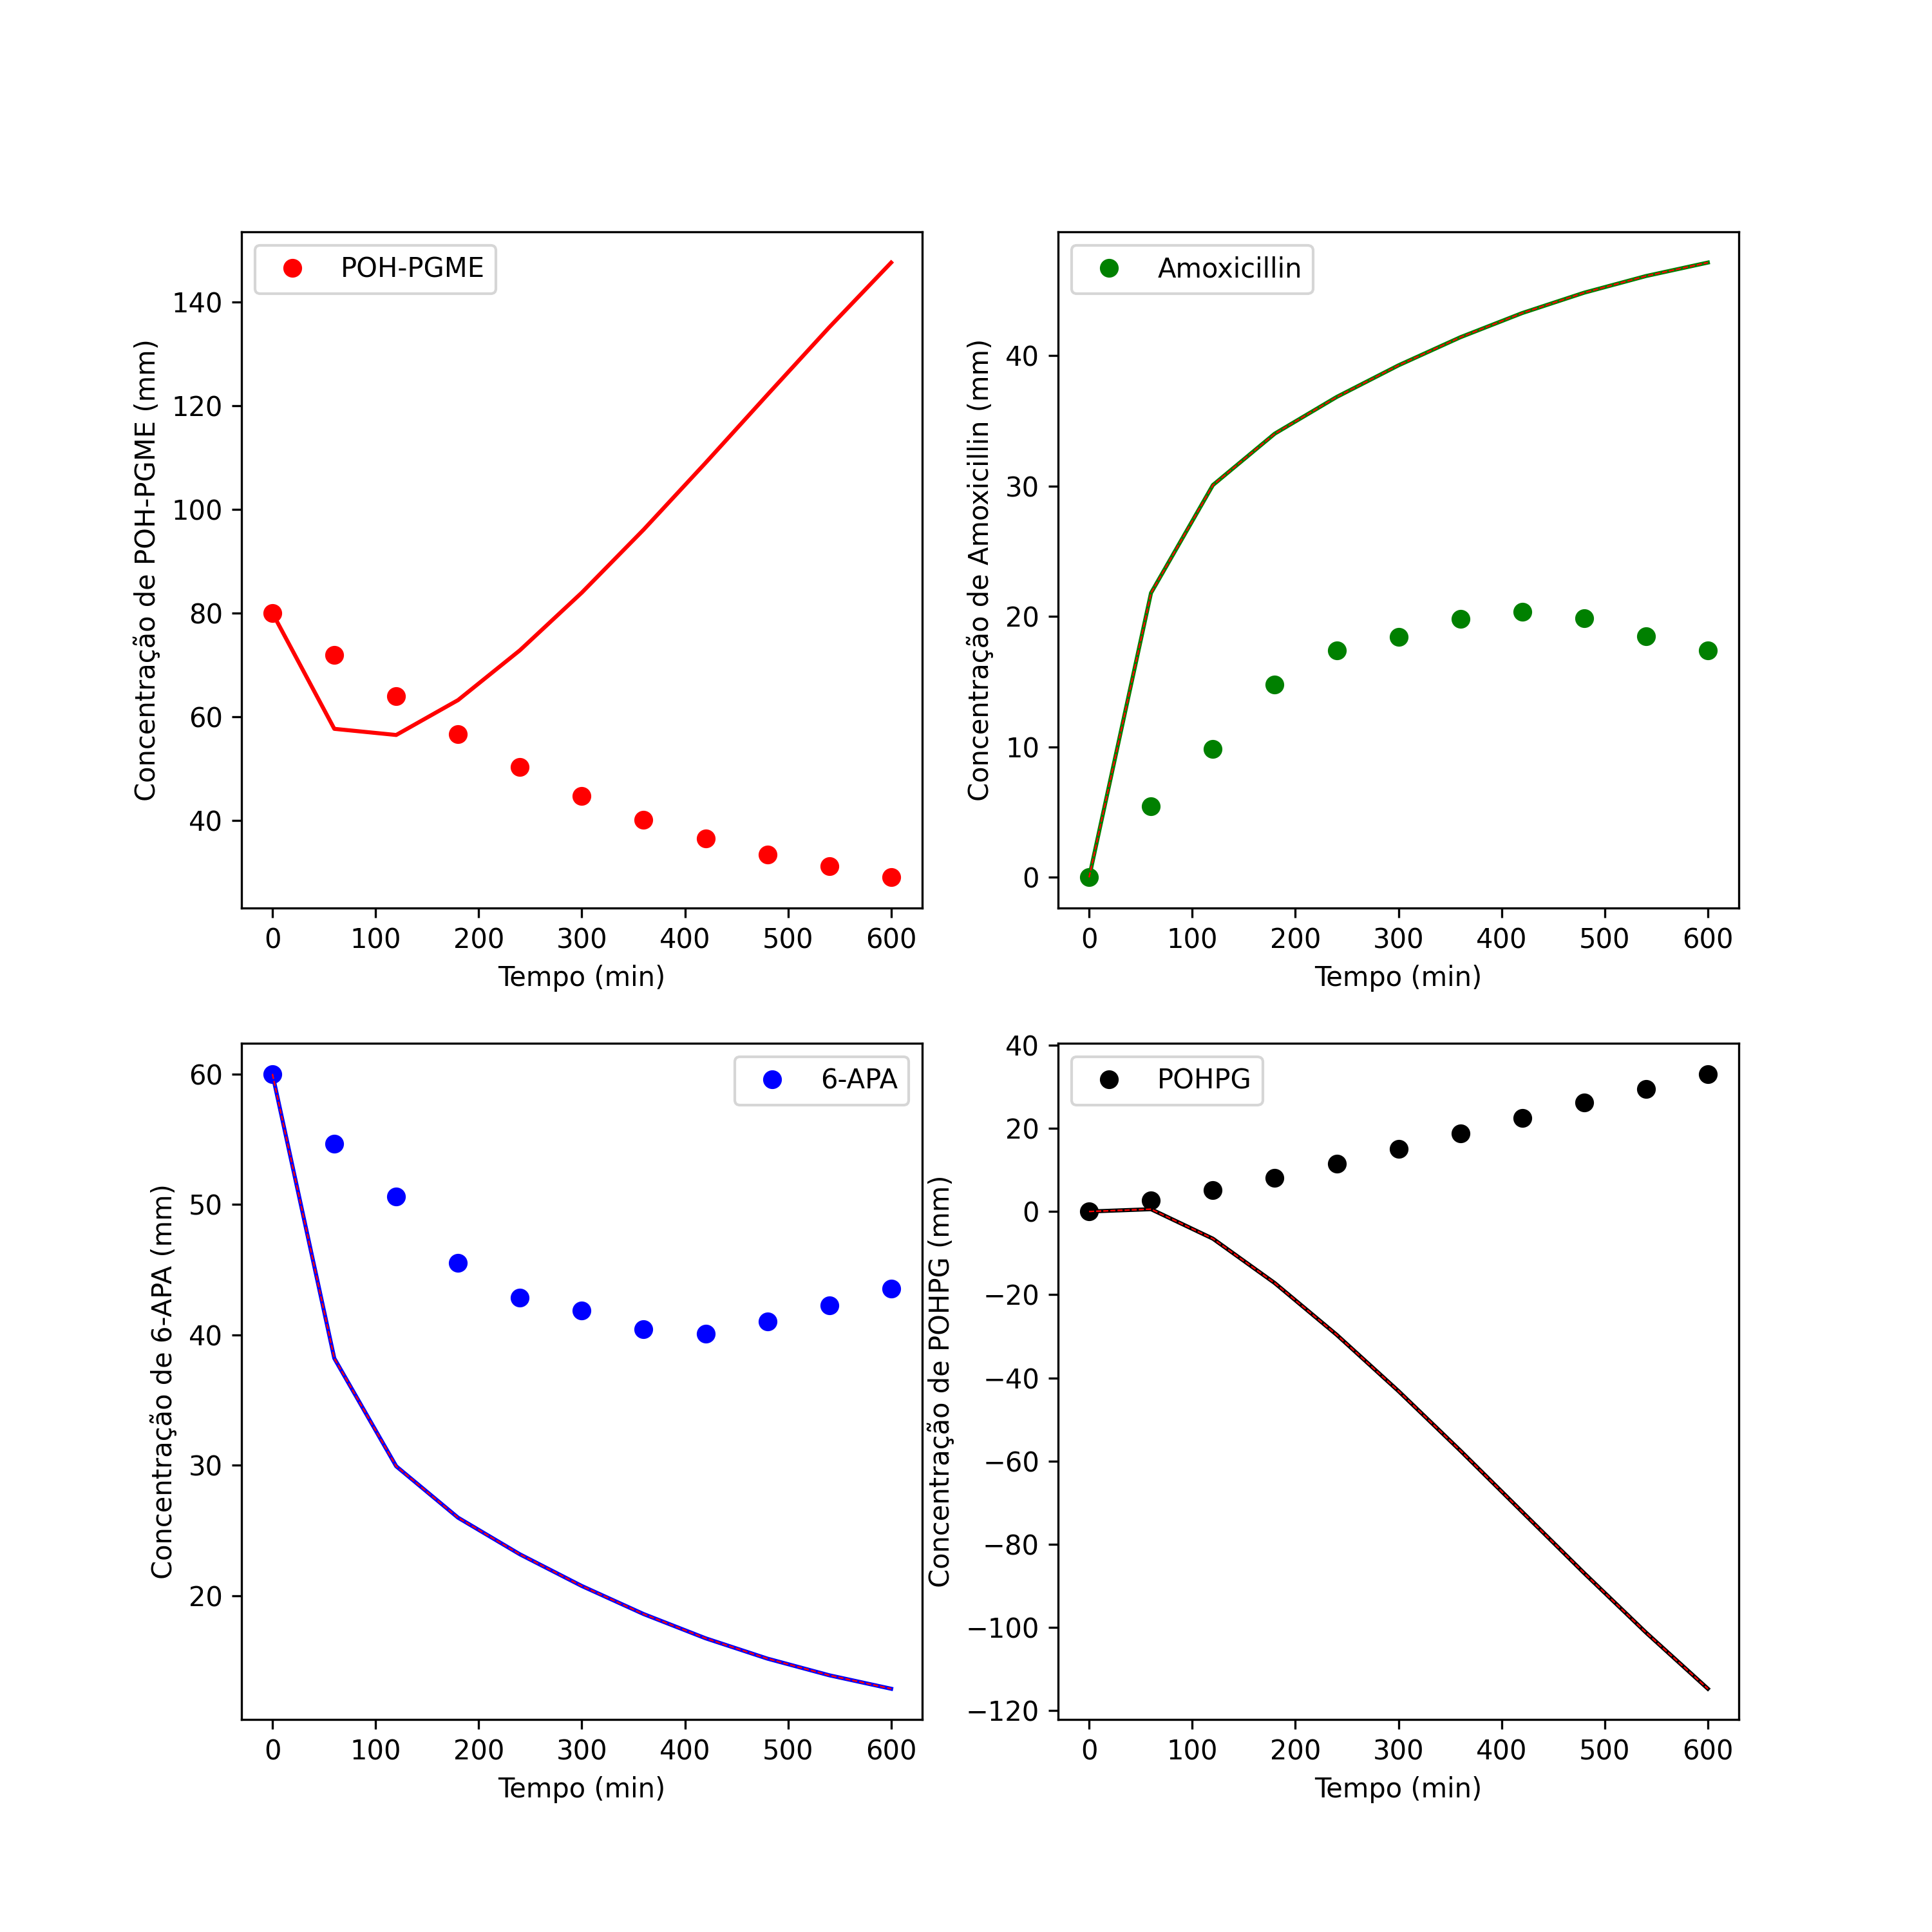 POH-PGME
Concentração de POH-PGME (mm)
140
120
100
80
60
40
0 100 200 300 400 500 600
Tempo (min)
Amoxicillin
Concentração de Amoxicillin (mm)
40
30
20
10
0
0 100 200 300 400 500 600
Tempo (min)
6-APA
Concentração de 6-APA (mm)
60
50
40
30
20
0 100 200 300 400 500 600
Tempo (min)
POHPG
Concentração de POHPG (mm)
40
20
0
−20
−40
−60
−80
−100
−120
0 100 200 300 400 500 600
Tempo (min)